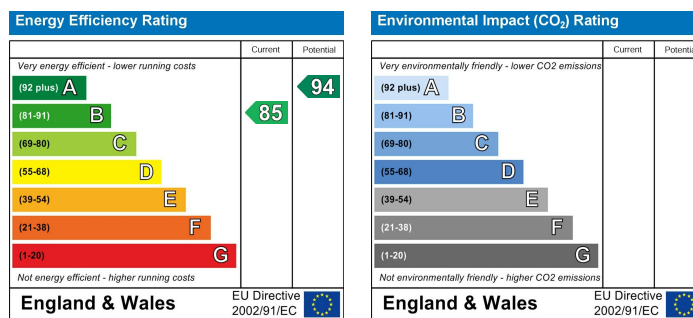 Energy Efficiency Rating
Current Potential
Very energy efficient - lower running costs
(92 plus) A
94
(81-91) B
85
(69-80) C
(55-68) D
(39-54) E
(21-38) F
(1-20) G
Not energy efficient - higher running costs
England & Wales
EU Directive
2002/91/EC
Environmental Impact (CO₂) Rating
Current Potential
Very environmentally friendly - lower CO2 emissions
(92 plus) A
(81-91) B
(69-80) C
(55-68) D
(39-54) E
(21-38) F
(1-20) G
Not environmentally friendly - higher CO2 emissions
England & Wales
EU Directive
2002/91/EC